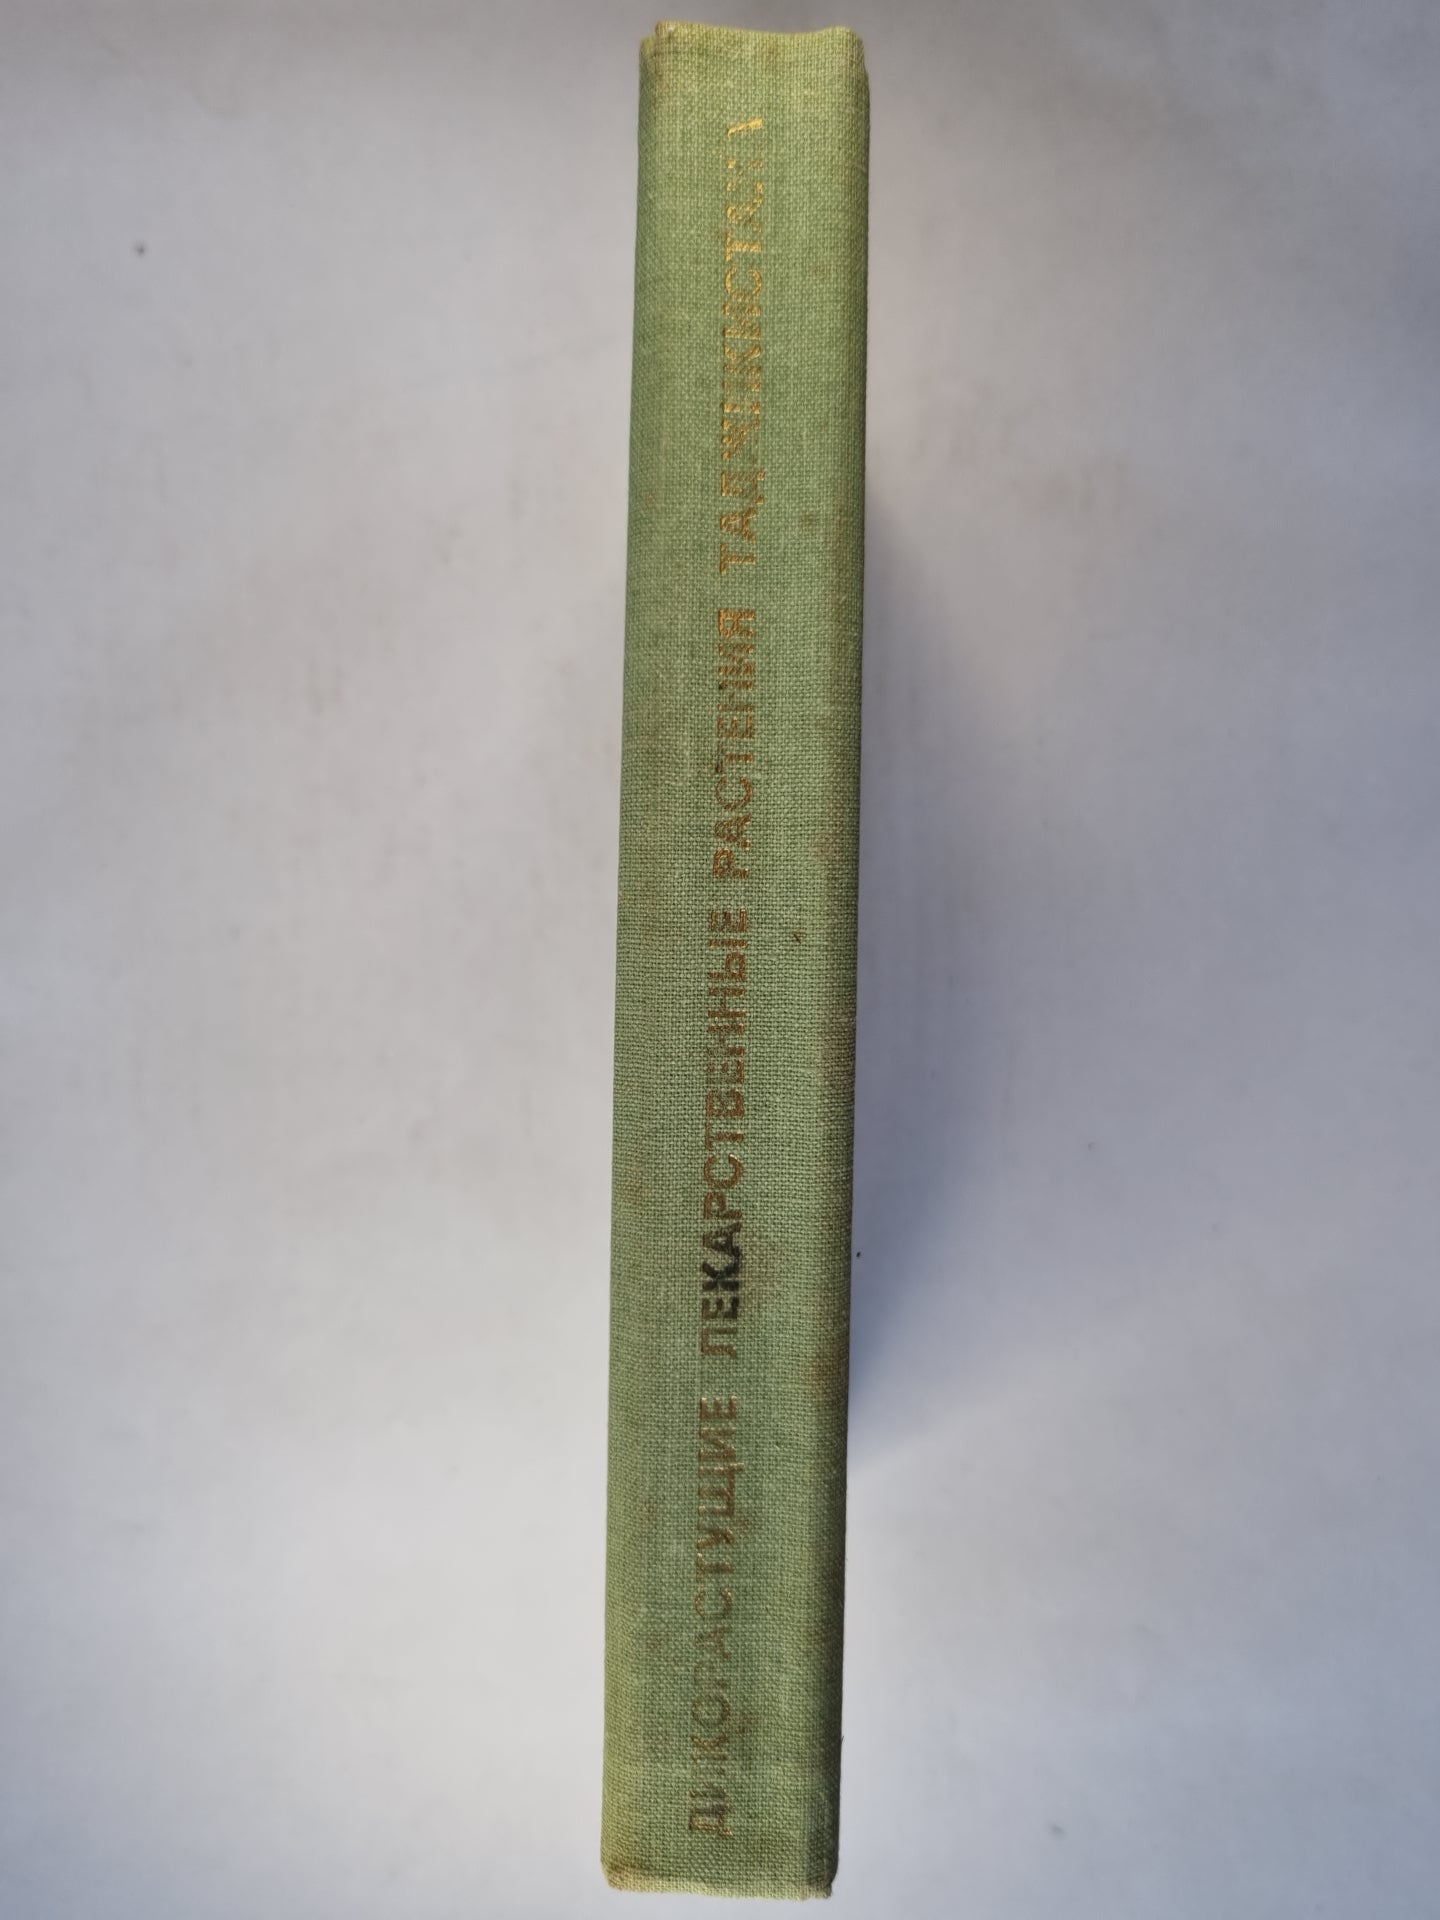 ДИКОРАСТУЩИЕ ЛЕКАРСТВЕННЫЕ РАСТЕНИЯ ТАДЖИКИСТАНА